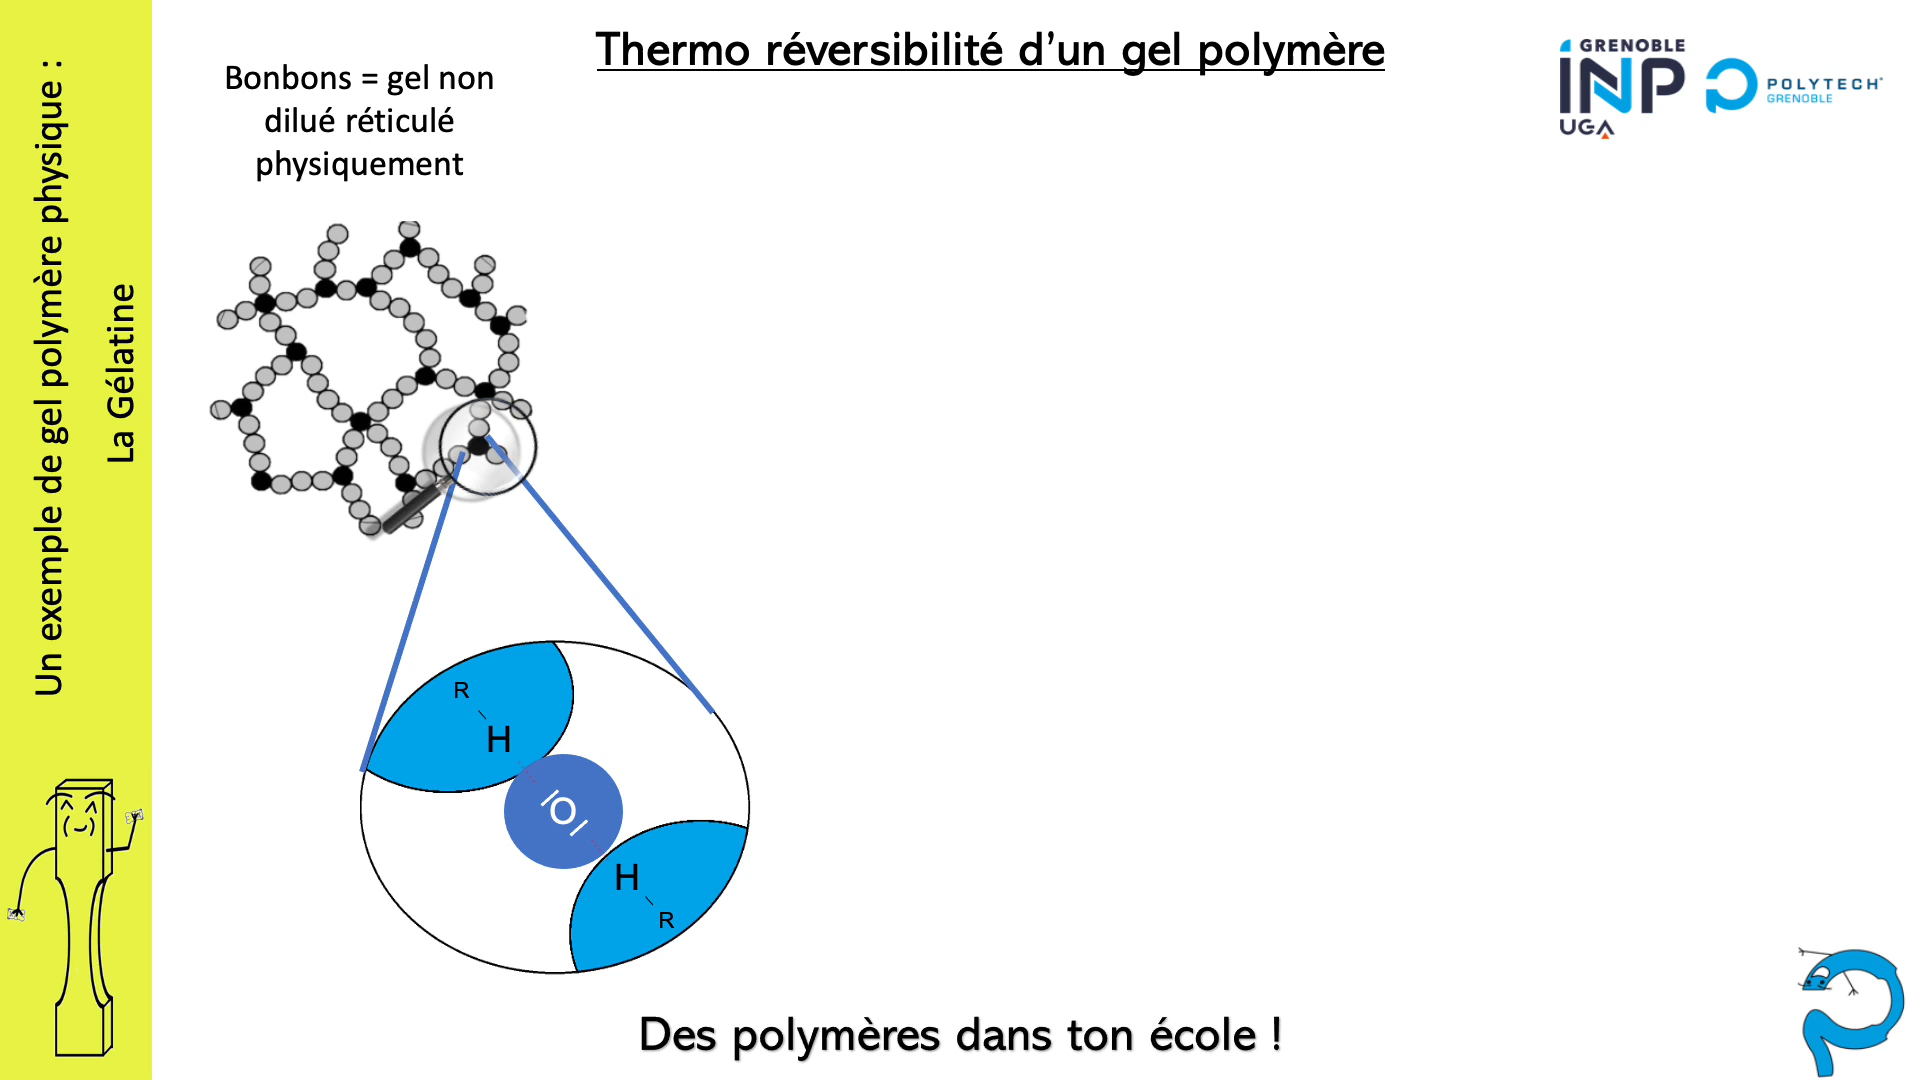 Un exemple de gel polymère physique :
La Gélatine
Thermo réversibilité d’un gel polymère
Bonbons = gel non
dilué réticulé
physiquement
GRENOBLE
INP
UGA
POLYTECH
GRENOBLE
R
H
O
H
R
Des polymères dans ton école !